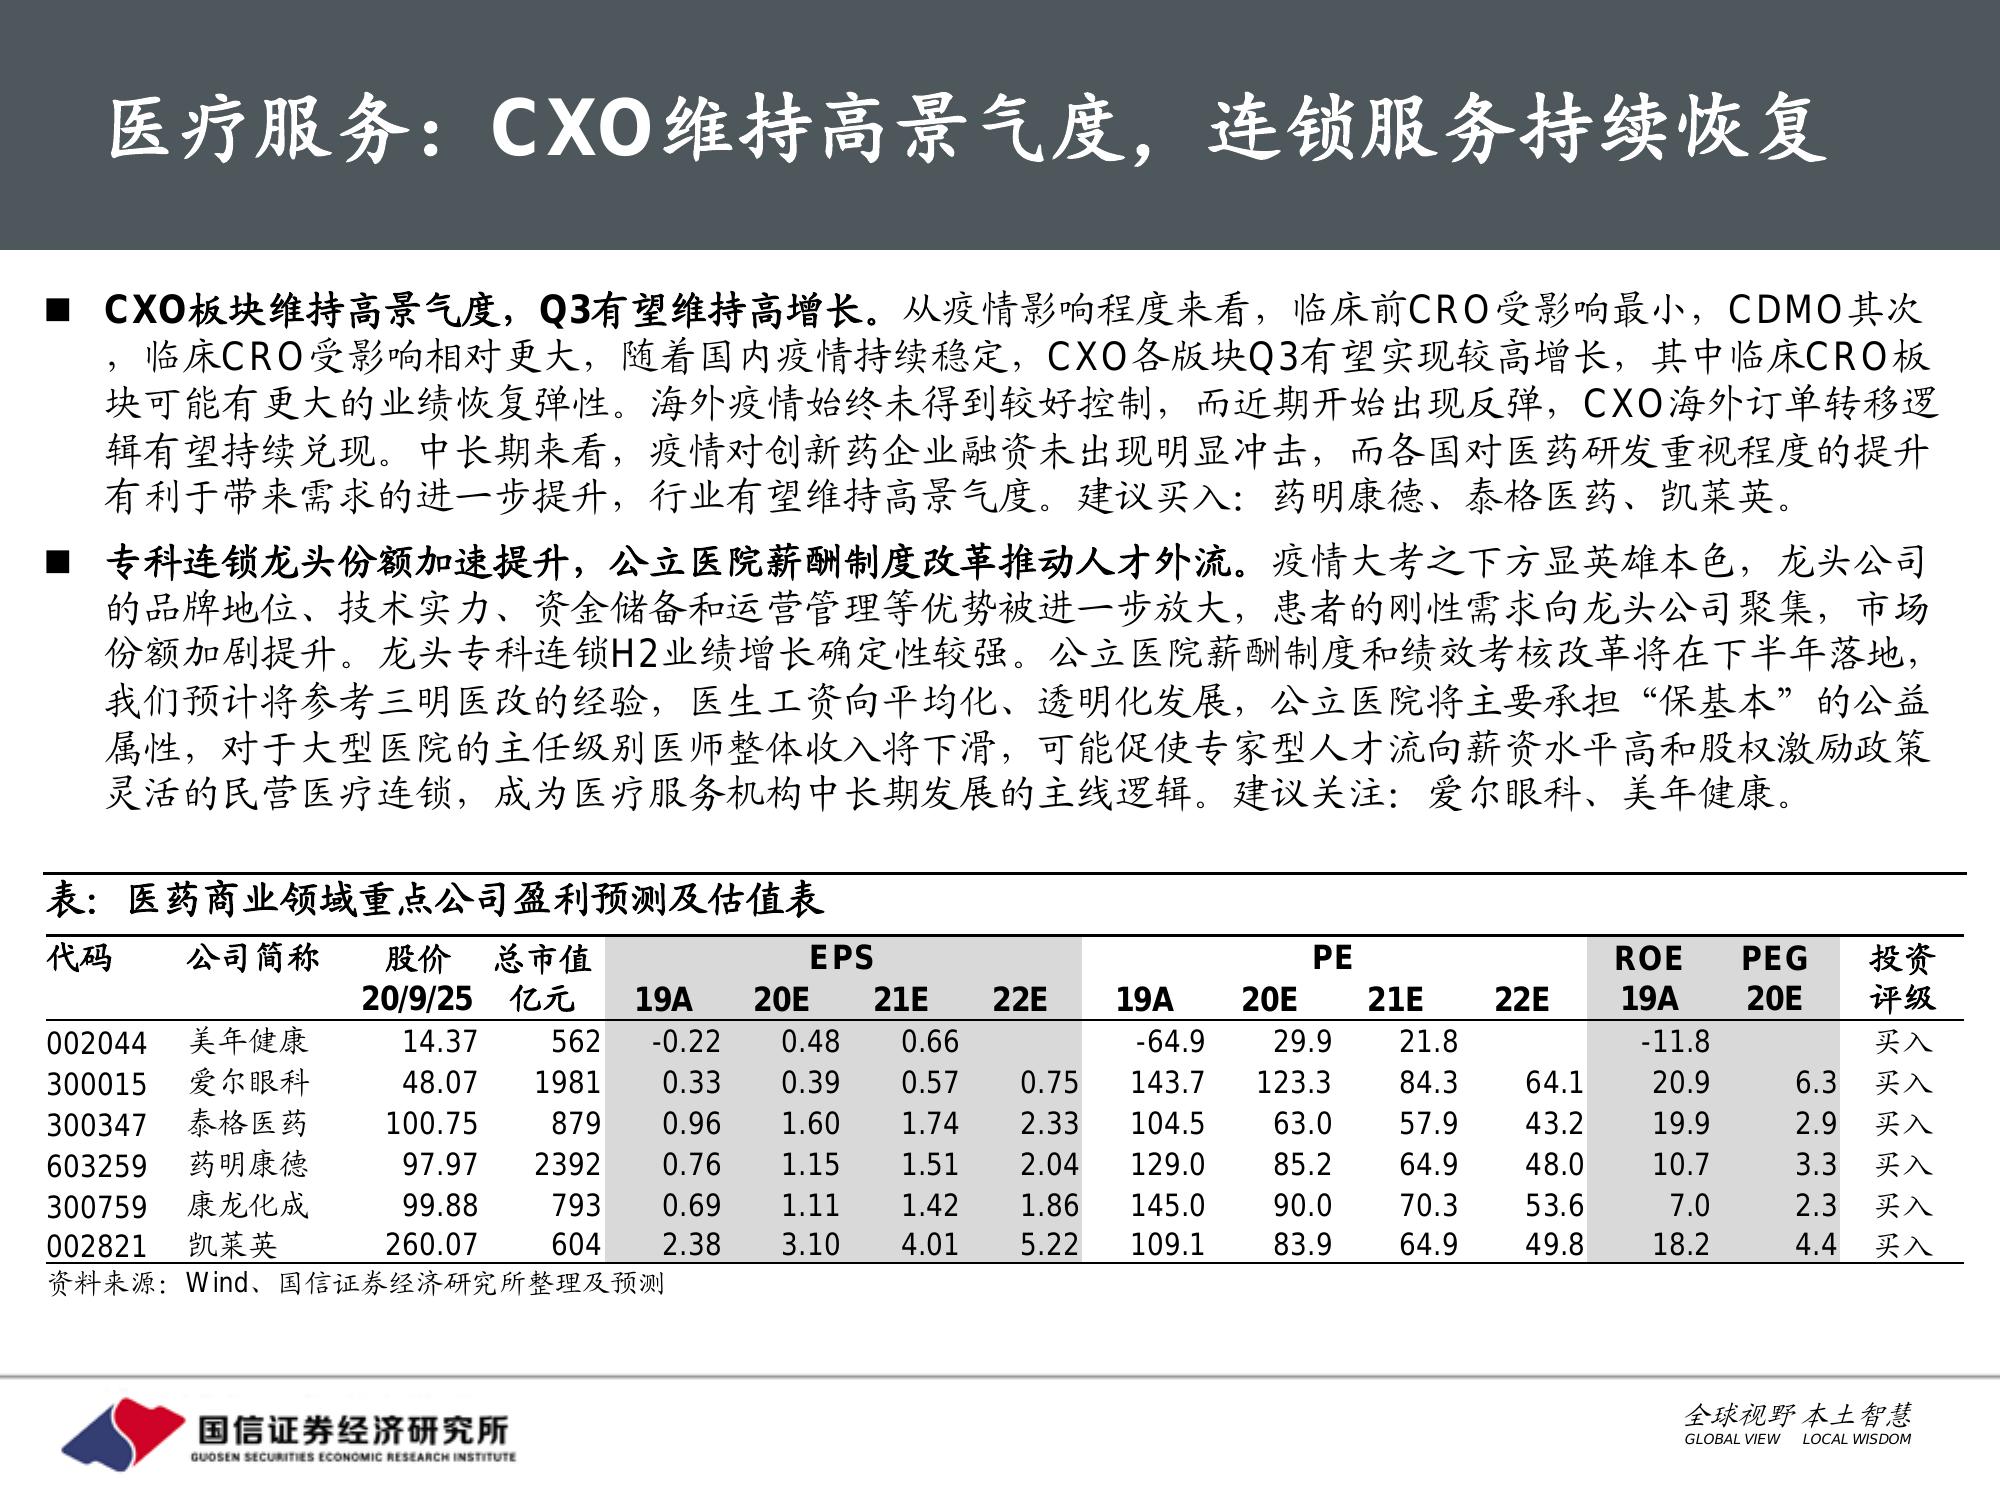 医疗服务：CXO维持高景气度，连锁服务持续恢复
■ CXO板块维持高景气度，Q3有望维持高增长。从疫情影响程度来看，临床前CRO受影响最小，CDMO其次
，临床CRO受影响相对更大，随着国内疫情持续稳定，CXO各版块Q3有望实现较高增长，其中临床CRO板
块可能有更大的业绩恢复弹性。海外疫情始终未得到较好控制，而近期开始出现反弹，CXO海外订单转移逻
辑有望持续兑现。中长期来看，疫情对创新药企业融资未出现明显冲击，而各国对医药研发重视程度的提升
有利于带来需求的进一步提升，行业有望维持高景气度。建议买入：药明康德、泰格医药、凯莱英。
■ 专科连锁龙头份额加速提升，公立医院薪酬制度改革推动人才外流。疫情大考之下方显英雄本色，龙头公司
的品牌地位、技术实力、资金储备和运营管理等优势被进一步放大，患者的刚性需求向龙头公司聚集，市场
份额加剧提升。龙头专科连锁H2业绩增长确定性较强。公立医院薪酬制度和绩效考核改革将在下半年落地，
我们预计将参考三明医改的经验，医生工资向平均化、透明化发展，公立医院将主要承担“保基本”的公益
属性，对于大型医院的主任级别医师整体收入将下滑，可能促使专家型人才流向薪资水平高和股权激励政策
灵活的民营医疗连锁，成为医疗服务机构中长期发展的主线逻辑。建议关注：爱尔眼科、美年健康。
表：医药商业领域重点公司盈利预测及估值表
代码 公司简称 股价 总市值 EPS PE ROE PEG 投资
20/9/25 亿元 19A 20E 21E 22E 19A 20E 21E 22E 19A 20E 评级
002044 美年健康 14.37 562 -0.22 0.48 0.66 -64.9 29.9 21.8 -11.8 买入
300015 爱尔眼科 48.07 1981 0.33 0.39 0.57 0.75 143.7 123.3 84.3 64.1 20.9 6.3 买入
300347 泰格医药 100.75 879 0.96 1.60 1.74 2.33 104.5 63.0 57.9 43.2 19.9 2.9 买入
603259 药明康德 97.97 2392 0.76 1.15 1.51 2.04 129.0 85.2 64.9 48.0 10.7 3.3 买入
300759 康龙化成 99.88 793 0.69 1.11 1.42 1.86 145.0 90.0 70.3 53.6 7.0 2.3 买入
002821 凯莱英 260.07 604 2.38 3.10 4.01 5.22 109.1 83.9 64.9 49.8 18.2 4.4 买入
资料来源：Wind、国信证券经济研究所整理及预测
国信证券经济研究所
GUOSEN SECURITIES ECONOMIC RESEARCH INSTITUTE
全球视野 本土智慧
GLOBAL VIEW LOCAL WISDOM